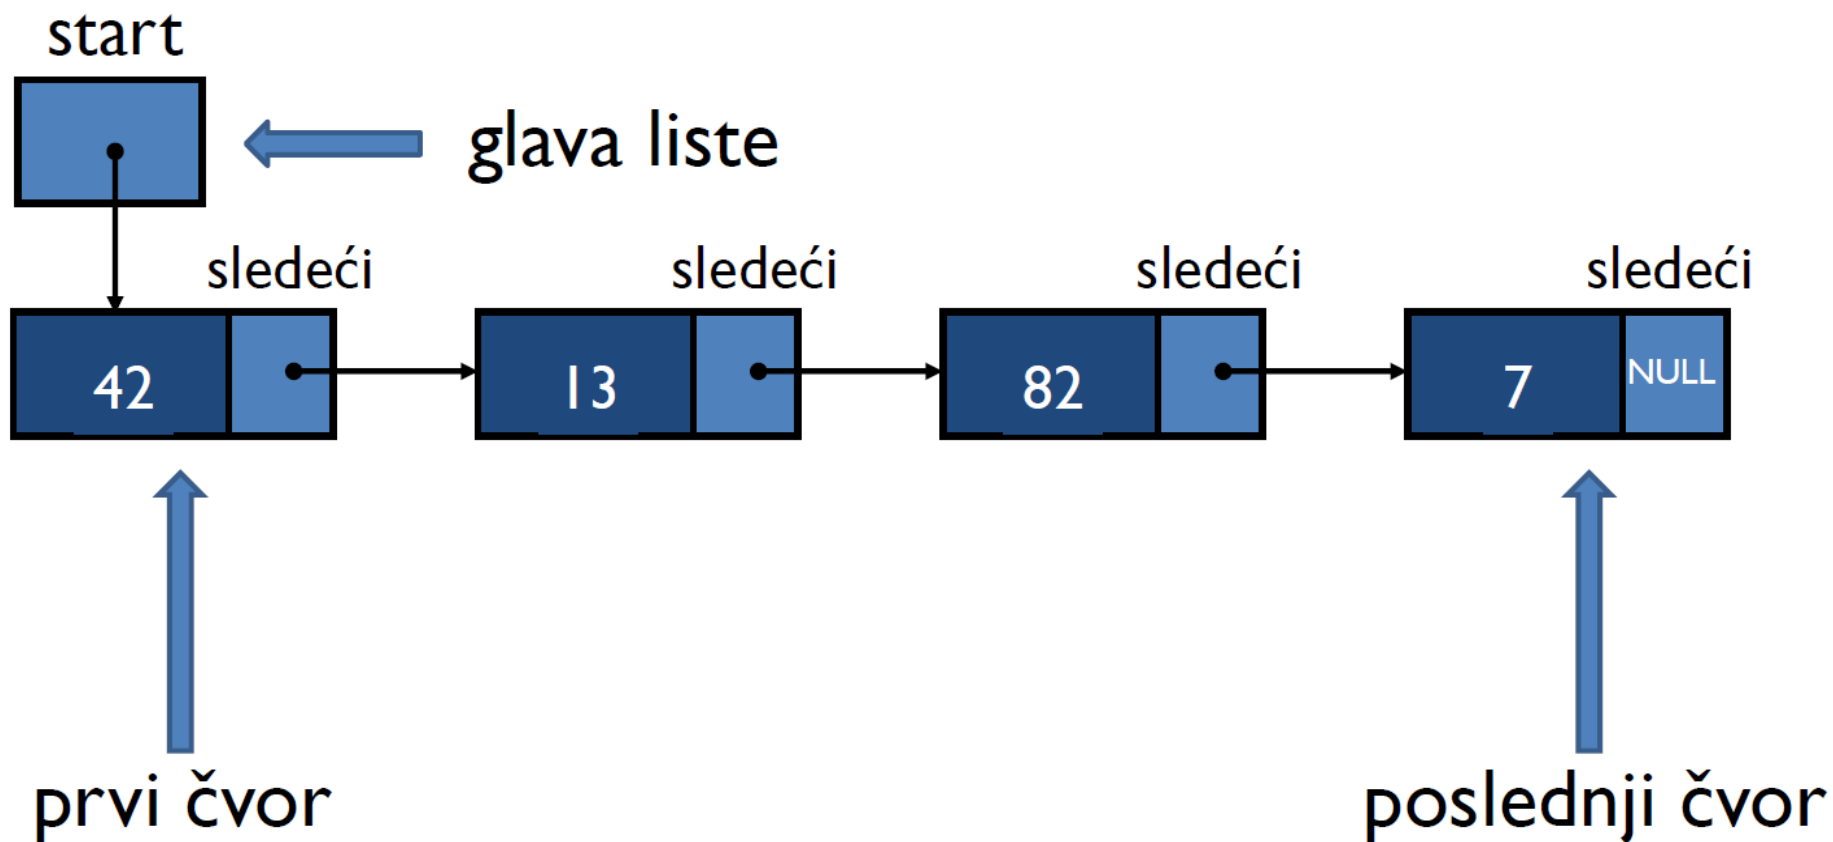 start
glava liste
sledeći sledeći sledeći sledeći
42 13 82 7 NULL
prvi čvor poslednji čvor